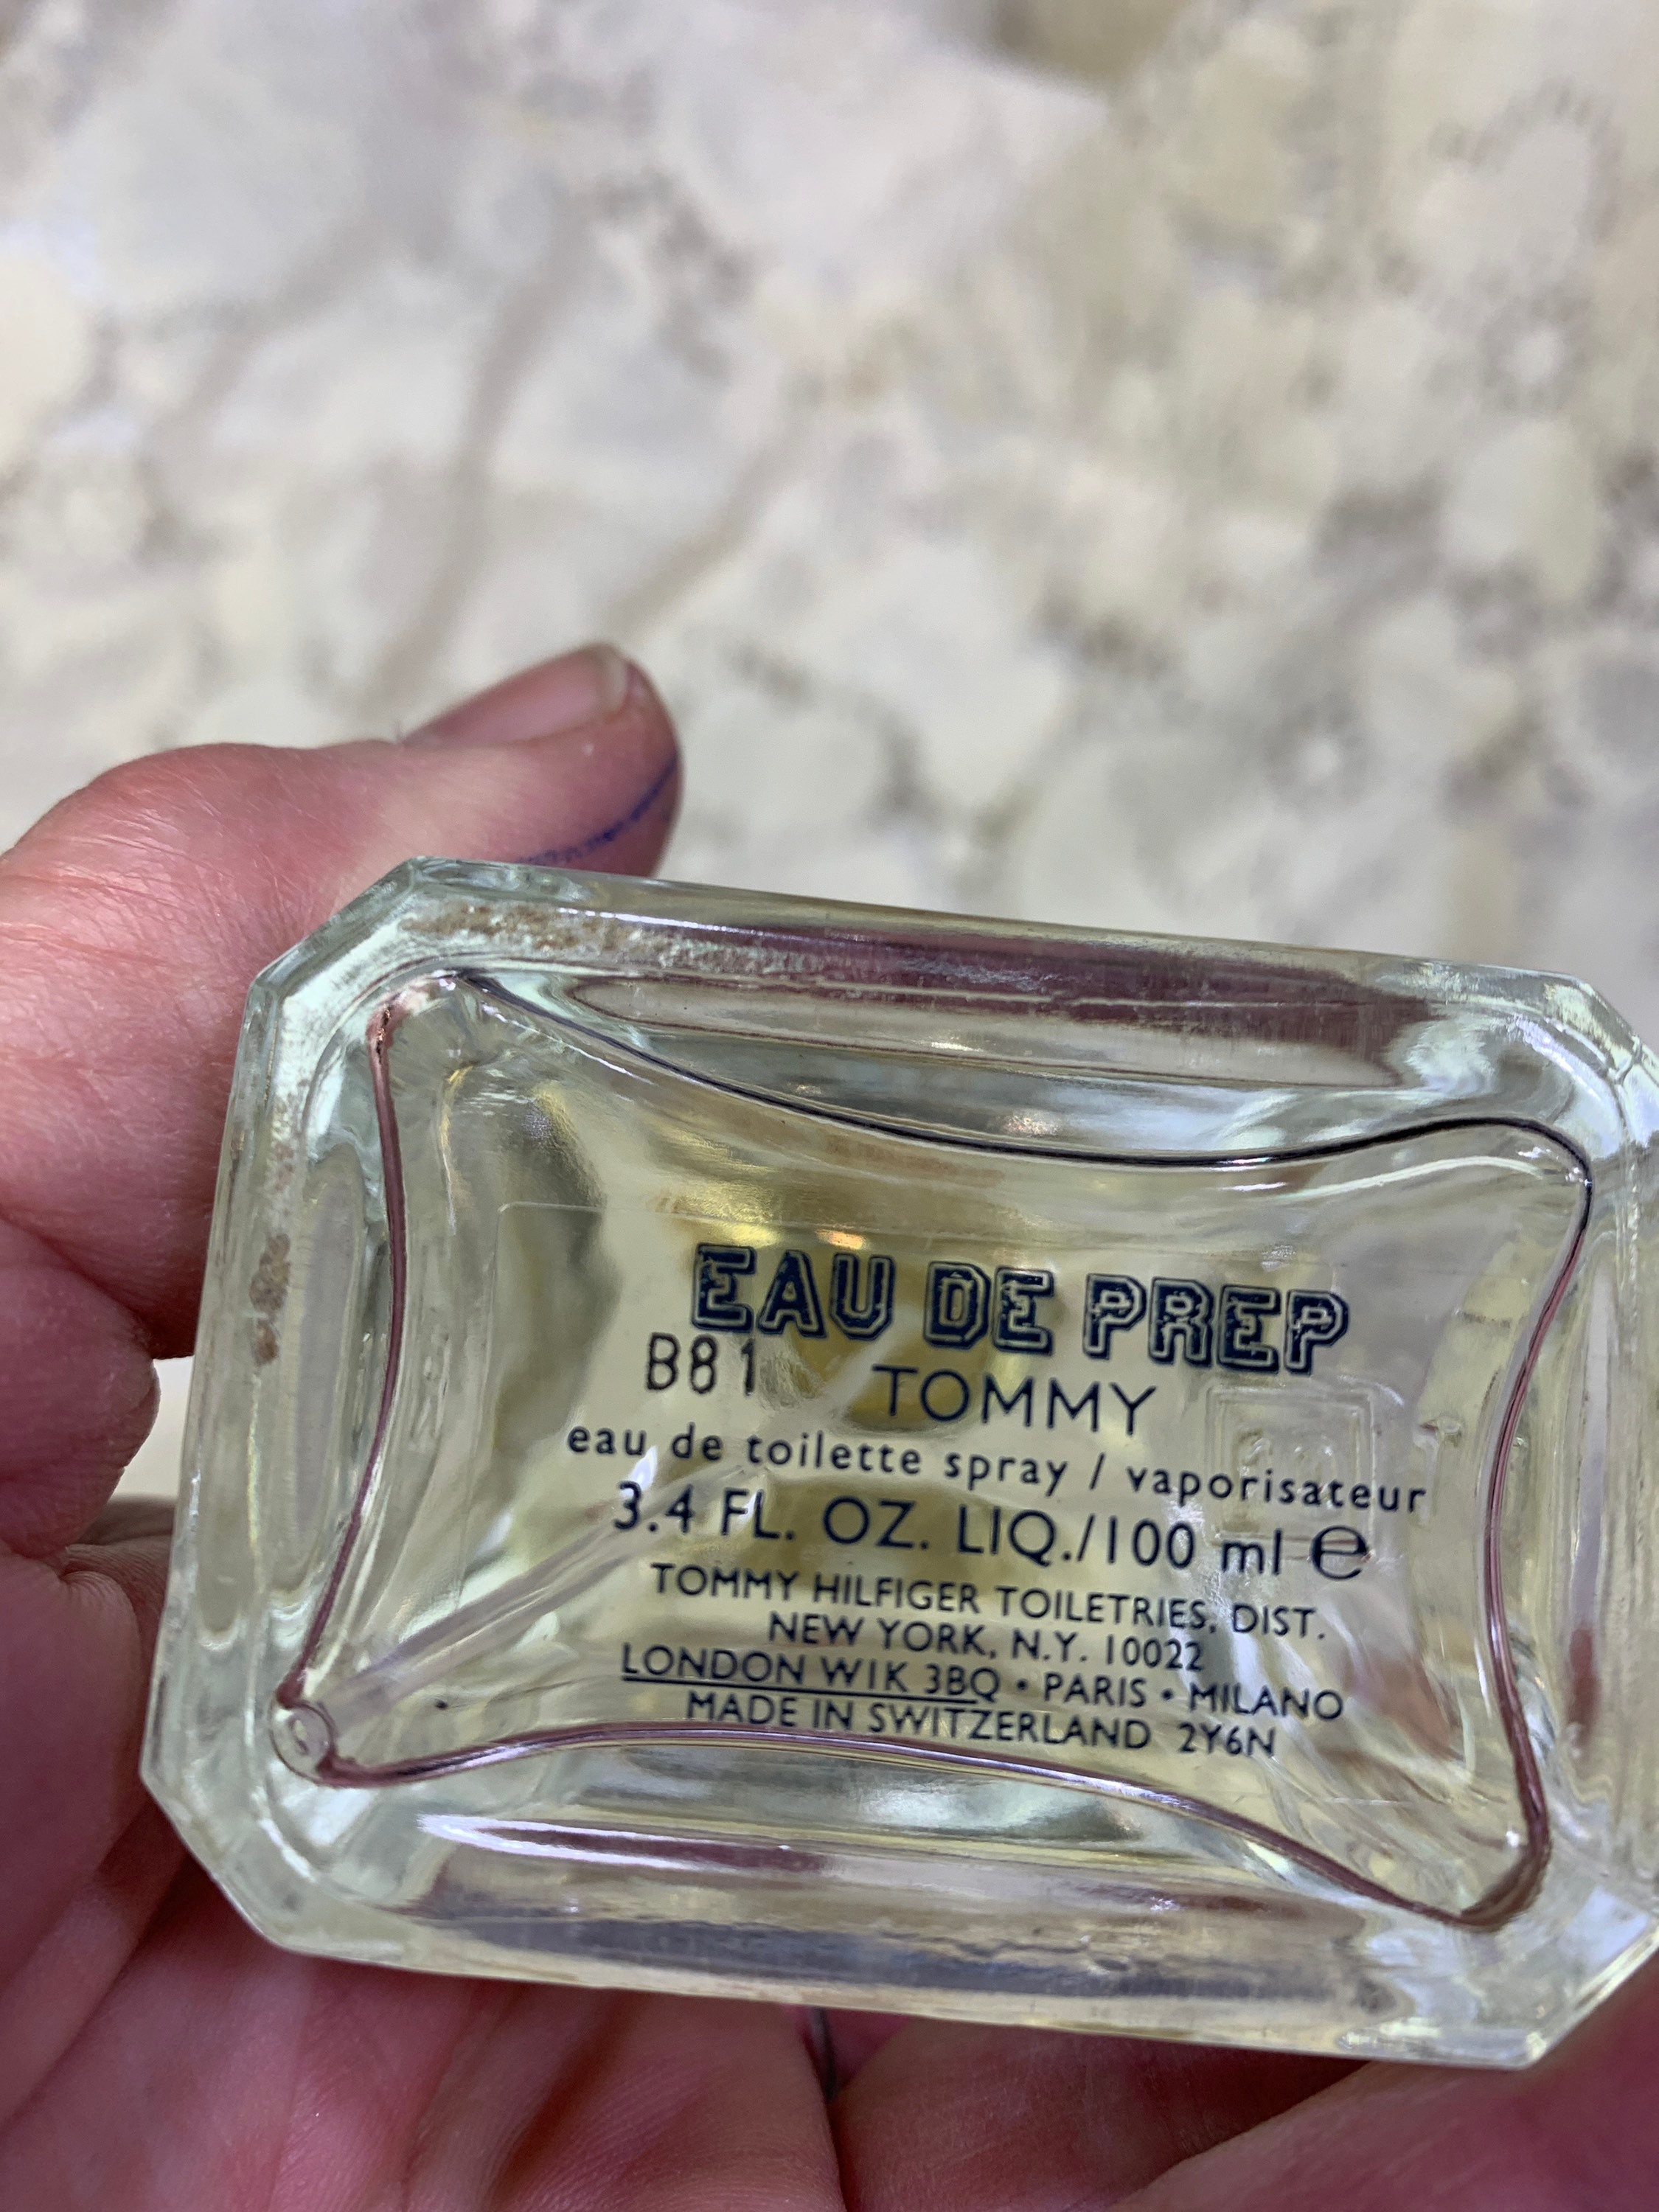 EAU DE PREP
B81 TOMMY
eau de toilette spray / vaporisateur
3.4 FL. OZ. LIQ./100 ml ℮
TOMMY HILFIGER TOILETRIES, DIST.
NEW YORK, N.Y. 10022
LONDON W1K 3BQ • PARIS • MILANO
MADE IN SWITZERLAND 2Y6N